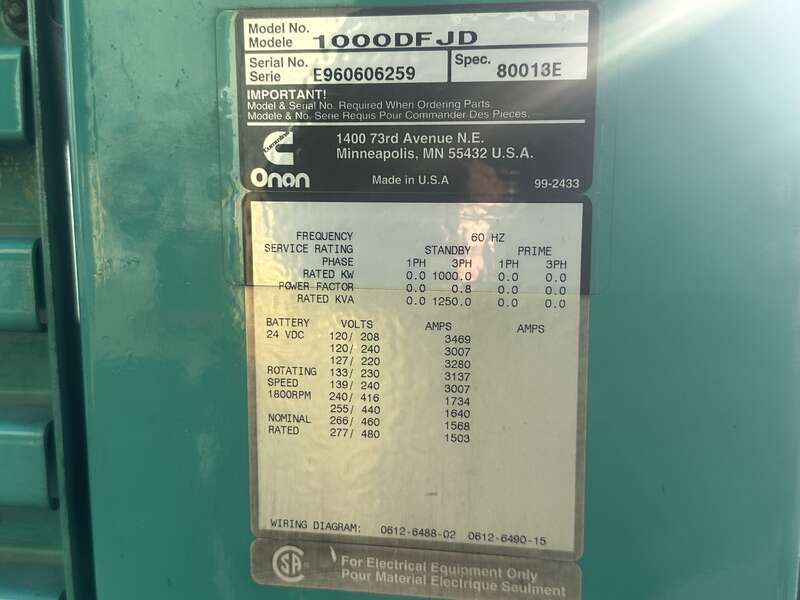 Model No.
Modele 1000DFJD
Serial No.
Serie E960606259
Spec. 80013E
IMPORTANT!
Model & Serial No. Required When Ordering Parts.
Modele & No. Serie Requis Pour Commander Des Pieces.
1400 73rd Avenue N.E.
Minneapolis, MN 55432 U.S.A.
Onan Made in U.S.A 99-2433
FREQUENCY 60 HZ
SERVICE RATING STANDBY PRIME
PHASE 1PH 3PH 1PH 3PH
RATED KW 0.0 1000.0 0.0 0.0
POWER FACTOR 0.0 0.8 0.0 0.0
RATED KVA 0.0 1250.0 0.0 0.0
BATTERY VOLTS AMPS AMPS
24 VDC 120/ 208 3469
120/ 240 3007
127/ 220 3280
ROTATING 133/ 230 3137
SPEED 139/ 240 3007
1800RPM 240/ 416 1734
255/ 440 1640
NOMINAL 266/ 460 1568
RATED 277/ 480 1503
WIRING DIAGRAM: 0612-6488-02 0612-6490-15
CSA ® For Electrical Equipment Only
Pour Material Electrique Seulment